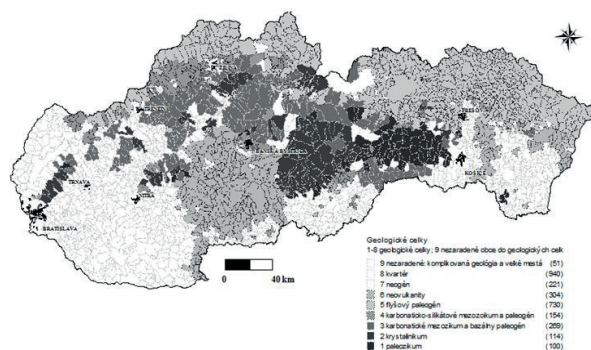 TRENČÍN
BANSKÁ BYSTRICA
PREŠOV
KOŠICE
TRNAVA
NITRA
BRATISLAVA
0 40 km
Geologické celky
1-8 geologické celky; 9 nezaradené obce do geologických celk
9 nezaradené: komplikovaná geológia a velké mestá (51)
8 kvartér (940)
7 neogén (221)
6 neovulkanity (304)
5 flyšový paleogén (730)
4 karbonaticko-silikátové mezozoikum a paleogén (154)
3 karbonatické mezozikum a bazálny paleogén (269)
2 kryštalinikum (114)
1 paleozikum (100)